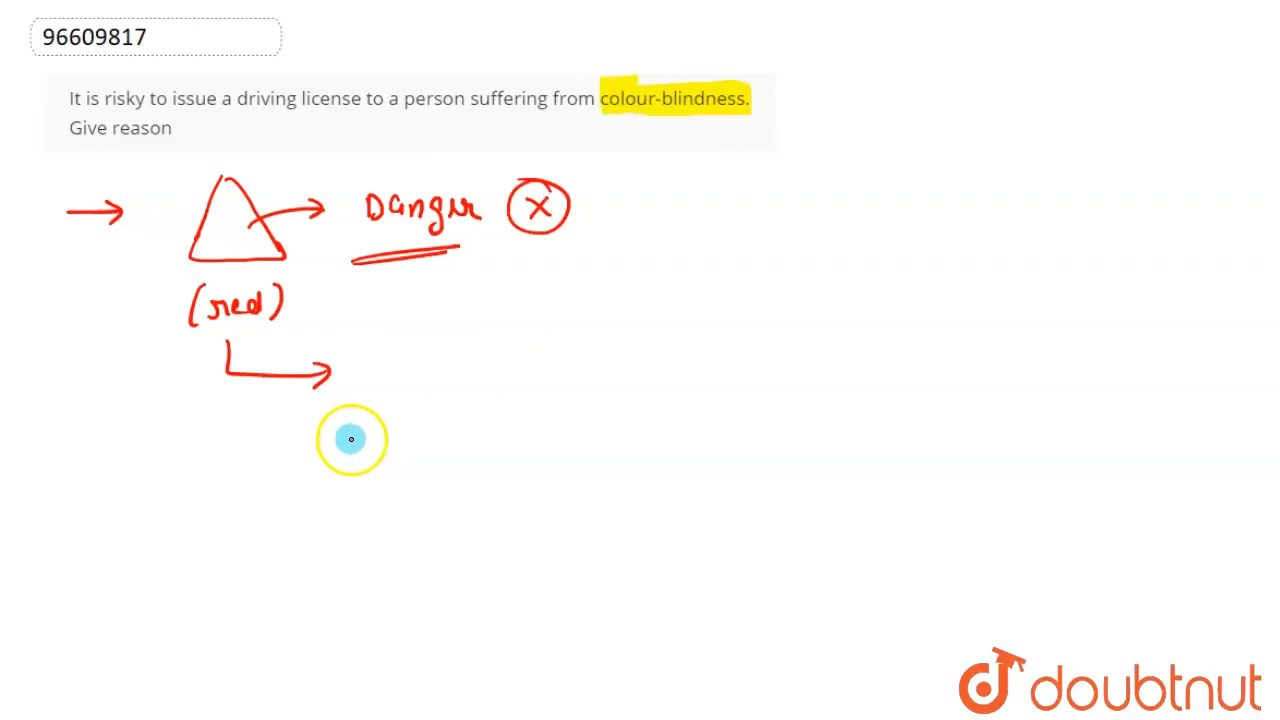 96609817
It is risky to issue a driving license to a person suffering from colour-blindness.
Give reason
Danger X
(red)
doubtnut